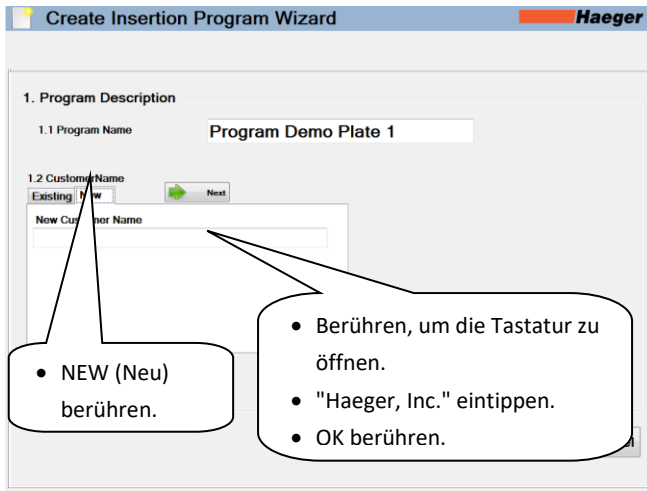 Create Insertion Program Wizard
Haeger
1. Program Description
1.1 Program Name
Program Demo Plate 1
1.2 CustomerName
Existing
New
Next
New Customer Name
• Berühren, um die Tastatur zu
öffnen.
• "Haeger, Inc." eintippen.
• OK berühren.
• NEW (Neu)
berühren.